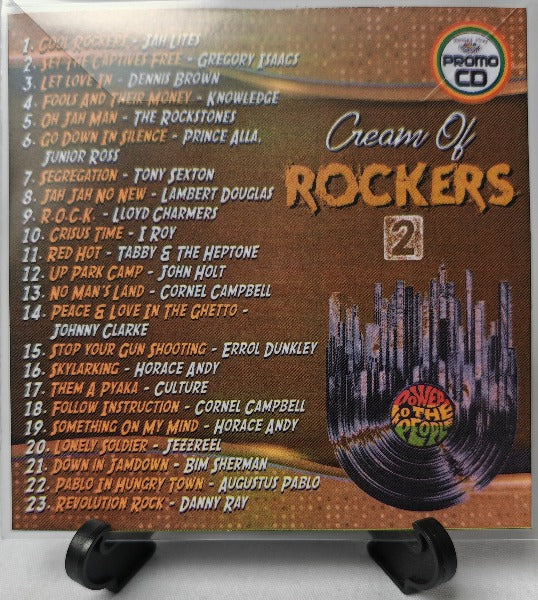 1. Cool Rockers - Jah Lites
2. Set The Captives Free - Gregory Isaacs
3. Let Love In - Dennis Brown
4. Fools And Their Money - Knowledge
5. Oh Jah Man - The Rockstones
6. Go Down In Silence - Prince Alla,
Junior Ross
7. Segregation - Tony Sexton
8. Jah Jah No New - Lambert Douglas
9. R.O.C.K. - Lloyd Charmers
10. Crisus Time - I Roy
11. Red Hot - Tabby & The Heptone
12. Up Park Camp - John Holt
13. No Man's Land - Cornel Campbell
14. Peace & Love In The Ghetto -
Johnny Clarke
15. Stop Your Gun Shooting - Errol Dunkley
16. Skylarking - Horace Andy
17. Them A Pyaka - Culture
18. Follow Instruction - Cornel Campbell
19. Something On My Mind - Horace Andy
20. Lonely Soldier - Jezzreel
21. Down In Jamdown - Bim Sherman
22. Pablo In Hungry Town - Augustus Pablo
23. Revolution Rock - Danny Ray
PROMO
CD
Cream Of
ROCKERS
2
POWER
TO THE
PEOPLE